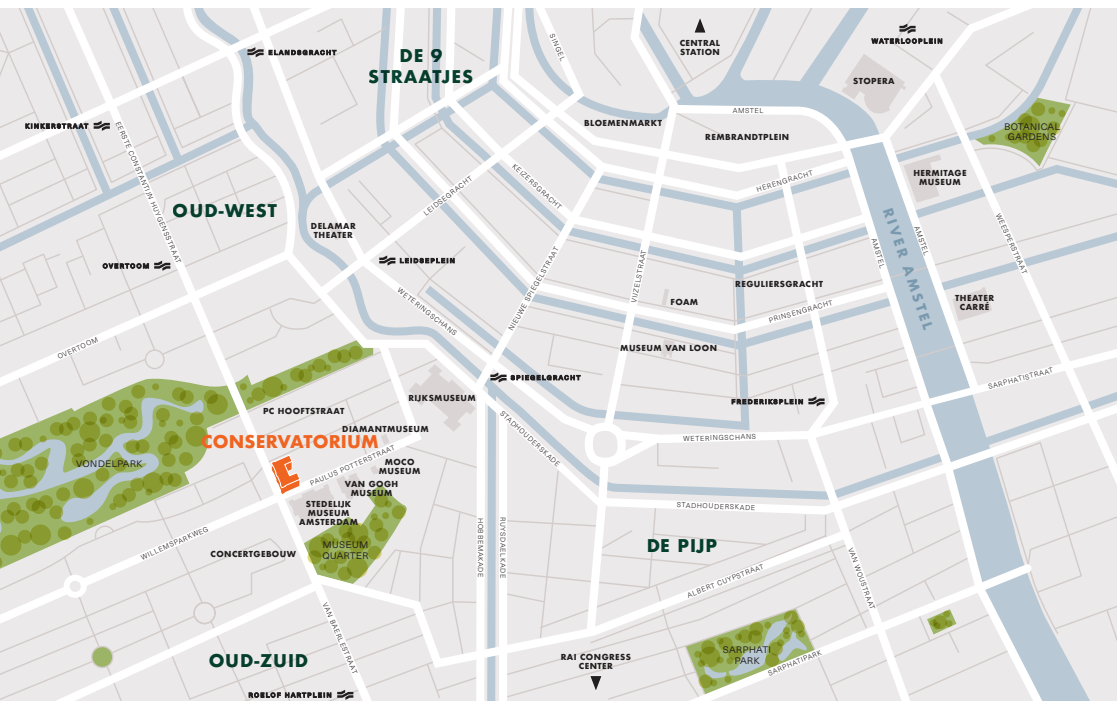 DE 9
STRAATJES
ELANDSGRACHT
SINGEL
CENTRAL
STATION
WATERLOOPLEIN
STOPERA
KINKERSTRAAT
EERSTE CONSTANTIJN HUYGENSSTRAAT
BLOEMENMARKT
AMSTEL
REMBRANDTPLEIN
BOTANICAL
GARDENS
HERMITAGE
MUSEUM
HERENGRACHT
KEIZERSGRACHT
LEIDSEGRACHT
OUD-WEST
DELAMAR
THEATER
OVERTOOM
LEIDSEPLEIN
RIVER AMSTEL
AMSTEL
AMSTEL
WEESPERSTRAAT
WETERINGSCHANS
NIEUWE SPIEGELSTRAAT
VIJZELSTRAAT
FOAM
REGULIERSGRACHT
PRINSENGRACHT
THEATER
CARRÉ
OVERTOOM
MUSEUM VAN LOON
SPIEGELGRACHT
SARPHATISTRAAT
RIJKSMUSEUM
FREDERIKSPLEIN
PC HOOFTSTRAAT
DIAMANTMUSEUM
CONSERVATORIUM
STADHOUDERSKADE
WETERINGSCHANS
VONDELPARK
PAULUS POTTERSTRAAT
MOCO
MUSEUM
VAN GOGH
MUSEUM
STEDELIJK
MUSEUM
AMSTERDAM
STADHOUDERSKADE
WILLEMSPARKWEG
CONCERTGEBOUW
MUSEUM
QUARTER
HOBBEMAKADE
RUYSDAELKADE
DE PIJP
ALBERT CUYPSTRAAT
VAN WOUSTRAAT
VAN BAERLESTRAAT
OUD-ZUID
RAI CONGRESS
CENTER
SARPHATI
PARK
SARPHATIPARK
ROELOF HARTPLEIN